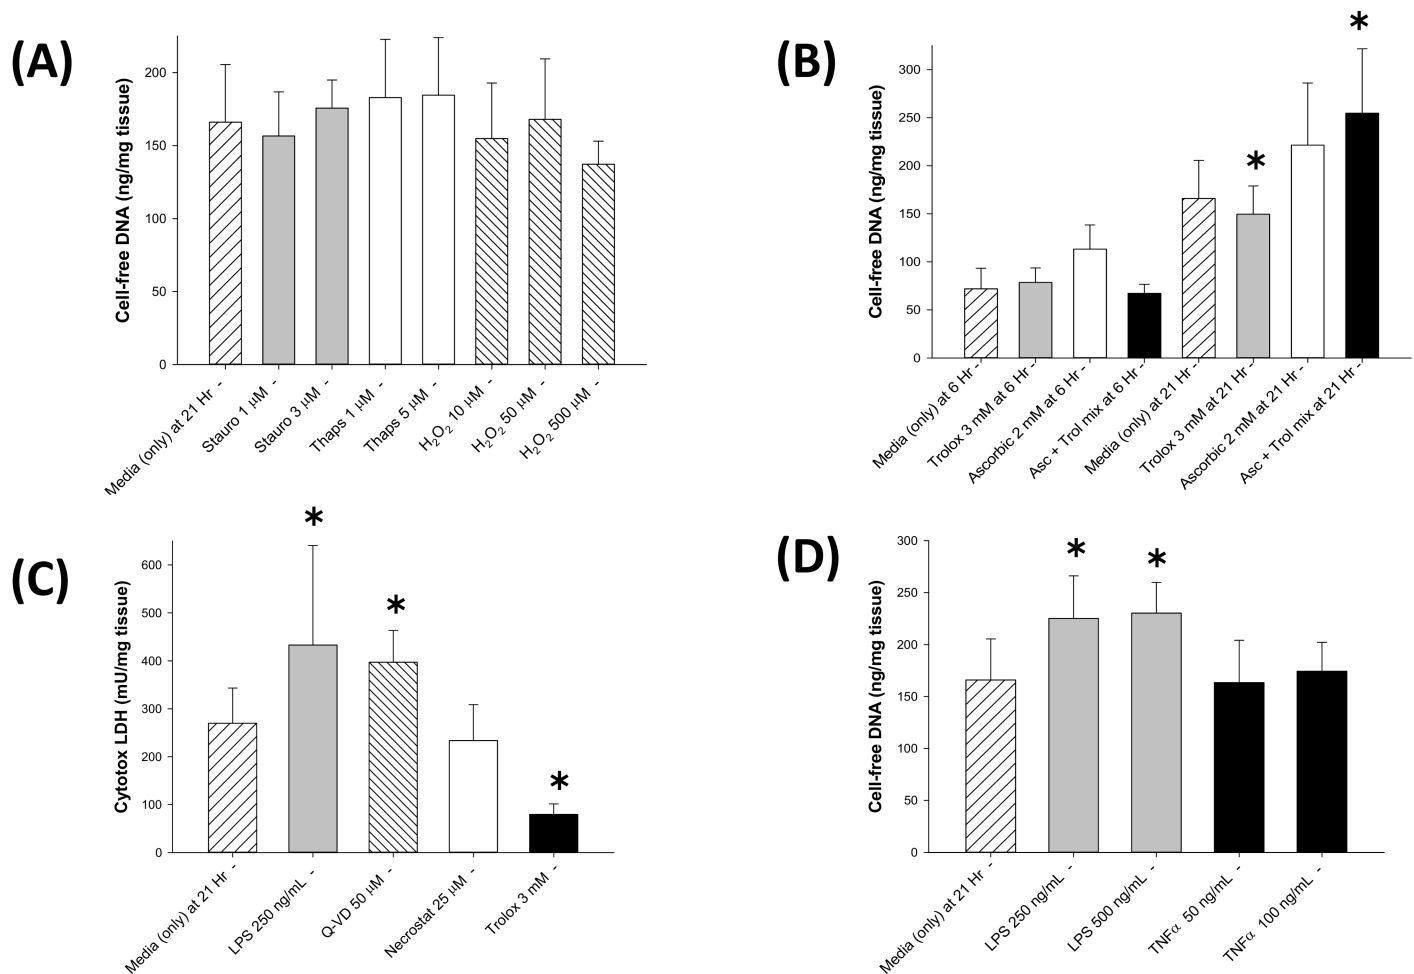 (A)
Cell-free DNA (ng/mg tissue)
200
150
100
50
0
Media (only) at 21 Hr -
Stauro 1 µM -
Stauro 3 µM -
Thaps 1 µM -
Thaps 5 µM -
H₂O₂ 10 µM -
H₂O₂ 50 µM -
H₂O₂ 500 µM -
(B)
Cell-free DNA (ng/mg tissue)
300
250
200
150
100
50
0
*
*
Media (only) at 6 Hr -
Trolox 3 mM at 6 Hr -
Ascorbic 2 mM at 6 Hr -
Asc + Trol mix at 6 Hr -
Media (only) at 21 Hr -
Trolox 3 mM at 21 Hr -
Ascorbic 2 mM at 21 Hr -
Asc + Trol mix at 21 Hr -
(C)
Cytotox LDH (mU/mg tissue)
600
500
400
300
200
100
0
*
*
*
Media (only) at 21 Hr -
LPS 250 ng/mL -
Q-VD 50 µM -
Necrostat 25 µM -
Trolox 3 mM -
(D)
Cell-free DNA (ng/mg tissue)
300
250
200
150
100
50
0
*
*
Media (only) at 21 Hr -
LPS 250 ng/mL -
LPS 500 ng/mL -
TNFα 50 ng/mL -
TNFα 100 ng/mL -